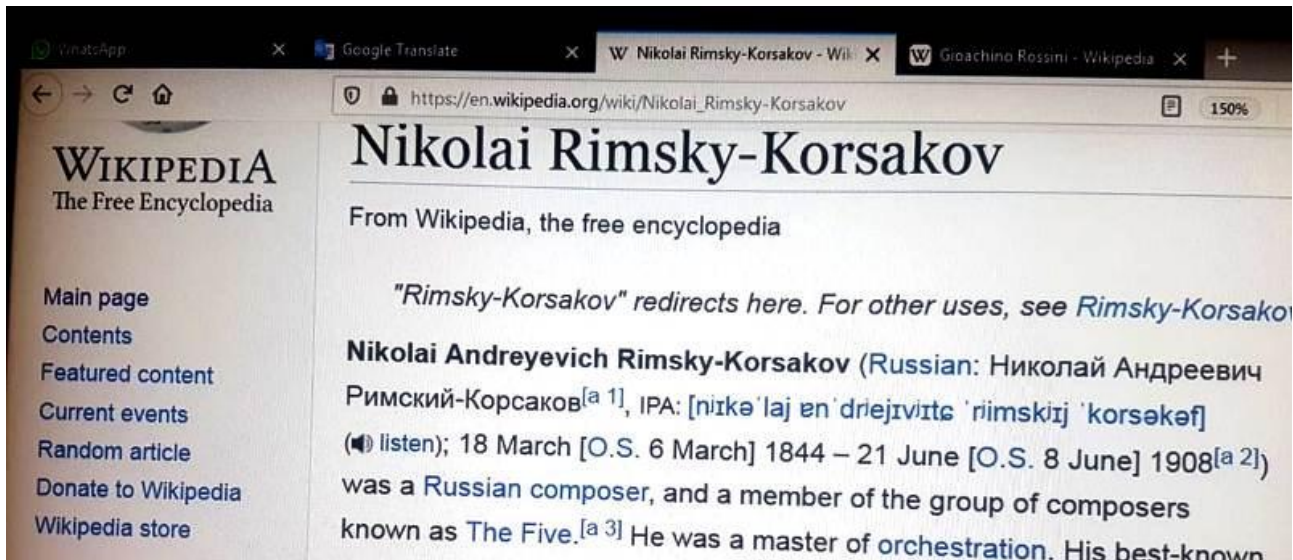 WhatsApp
Google Translate
Nikolai Rimsky-Korsakov - Wiki
Gioachino Rossini - Wikipedia
https://en.wikipedia.org/wiki/Nikolai_Rimsky-Korsakov
150%
WIKIPEDIA
The Free Encyclopedia
Main page
Contents
Featured content
Current events
Random article
Donate to Wikipedia
Wikipedia store
Nikolai Rimsky-Korsakov
From Wikipedia, the free encyclopedia
"Rimsky-Korsakov" redirects here. For other uses, see Rimsky-Korsakov
Nikolai Andreyevich Rimsky-Korsakov (Russian: Николай Андреевич
Римский-Корсаков[a 1], IPA: [nʲɪkɐˈlaj ɐnˈdrʲejɪvʲɪtɕ ˈrʲimskʲɪj ˈkorsəkəf]
(listen); 18 March [O.S. 6 March] 1844 – 21 June [O.S. 8 June] 1908[a 2])
was a Russian composer, and a member of the group of composers
known as The Five.[a 3] He was a master of orchestration. His best-known